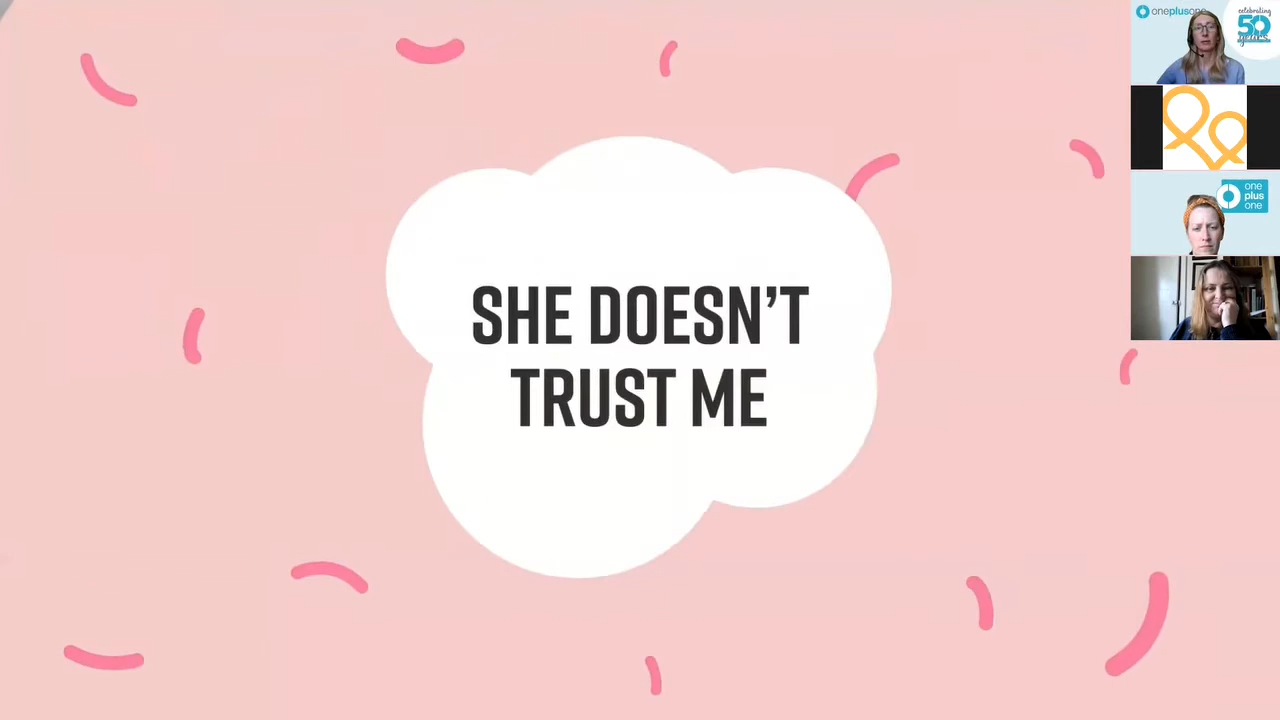 SHE DOESN'T
TRUST ME
oneplusone
celebrating
50
years
one
plus
one